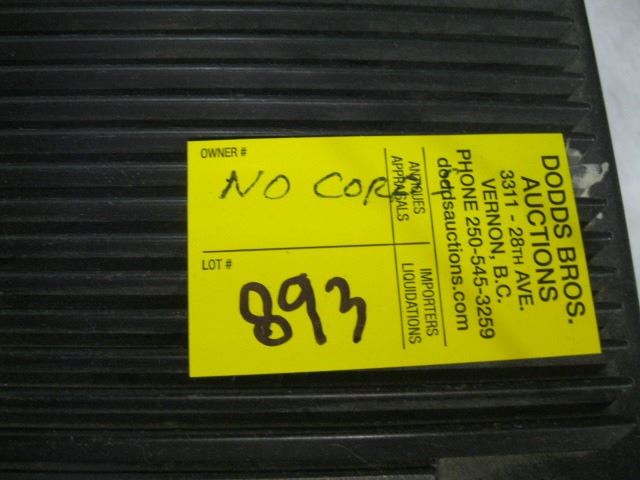 OWNER #
NO CORD
LOT #
893
ANTIQUES
APPRAISALS
IMPORTERS
LIQUIDATIONS
DODDS BROS.
AUCTIONS
3311 - 28TH AVE.
VERNON, B.C.
PHONE 250-545-3259
doddsauctions.com